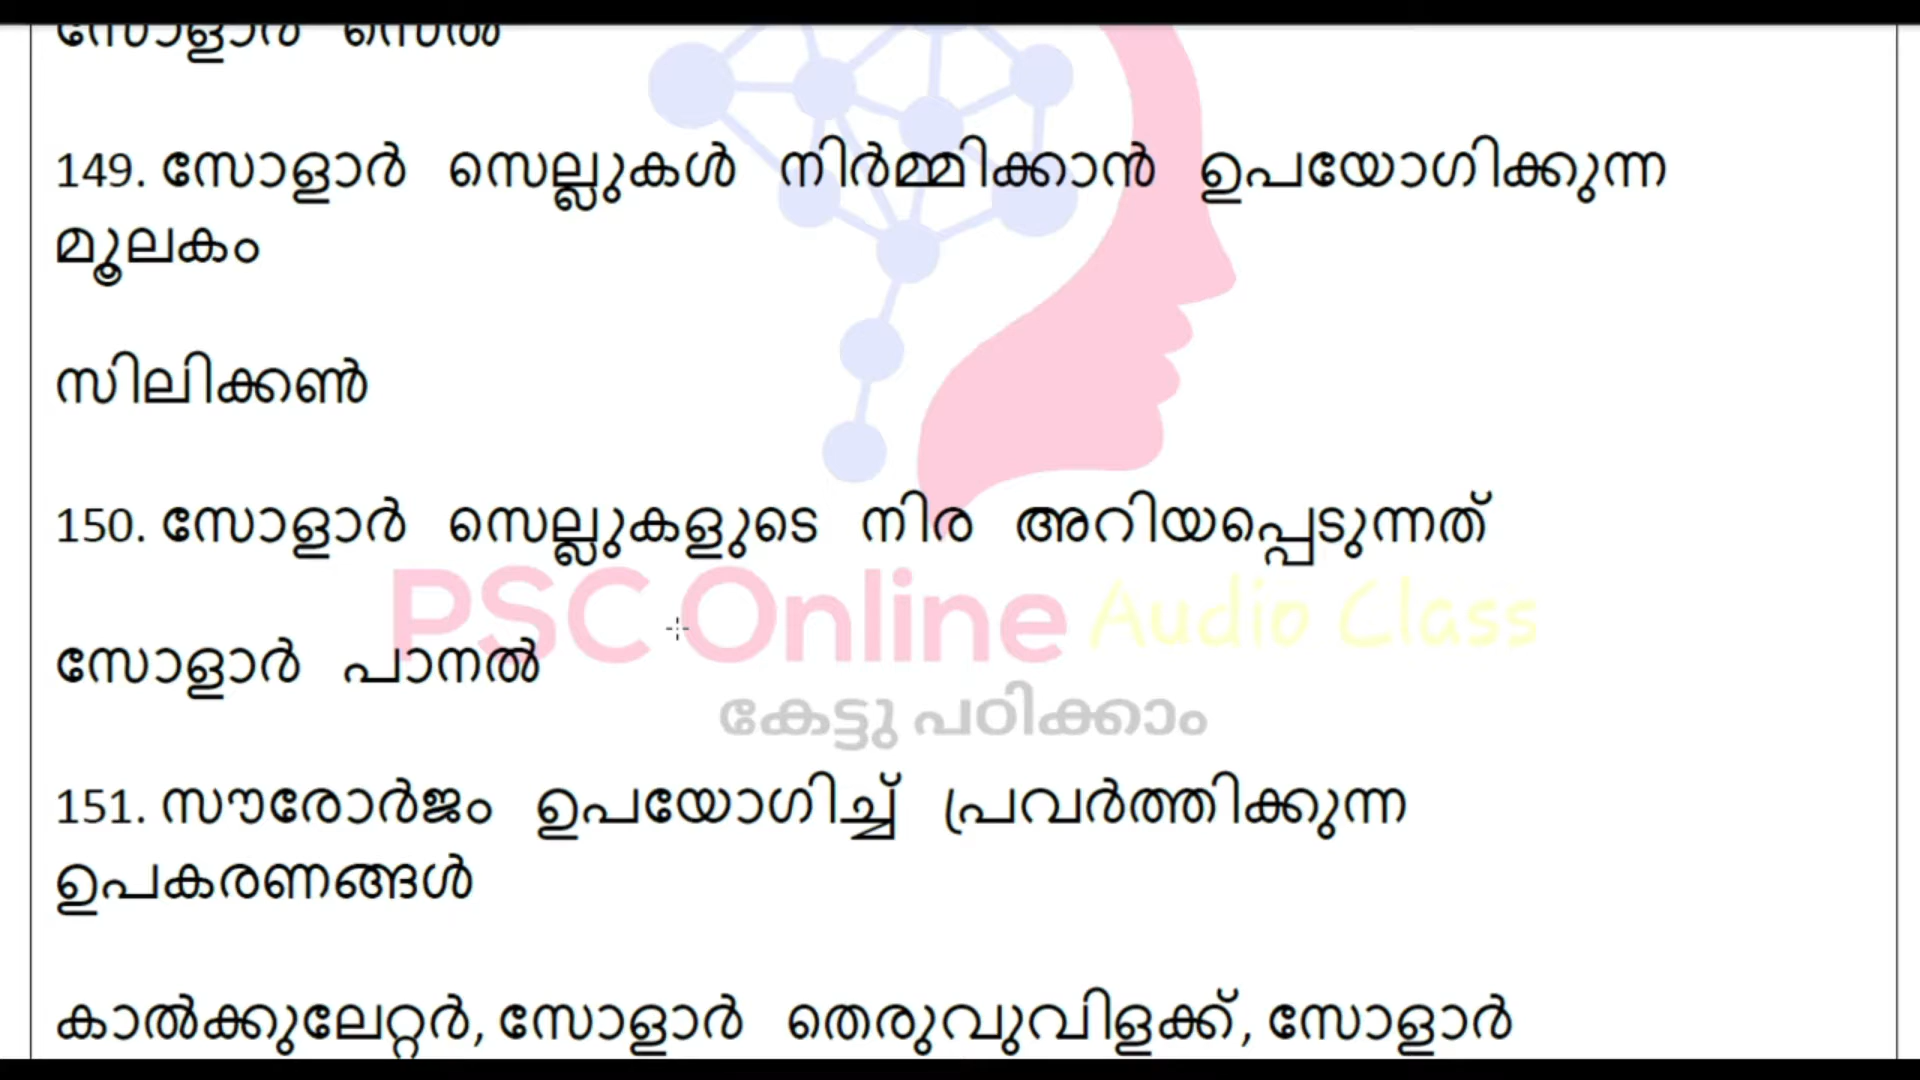 സോളാർ സെൽ
149. സോളാർ സെല്ലുകൾ നിർമ്മിക്കാൻ ഉപയോഗിക്കുന്ന
മൂലകം
സിലിക്കൺ
150. സോളാർ സെല്ലുകളുടെ നിര അറിയപ്പെടുന്നത്
PSC Online Audio Class
സോളാർ പാനൽ
കേട്ടു പഠിക്കാം
151. സൗരോർജം ഉപയോഗിച്ച് പ്രവർത്തിക്കുന്ന
ഉപകരണങ്ങൾ
കാൽക്കുലേറ്റർ, സോളാർ തെരുവുവിളക്ക്, സോളാർ